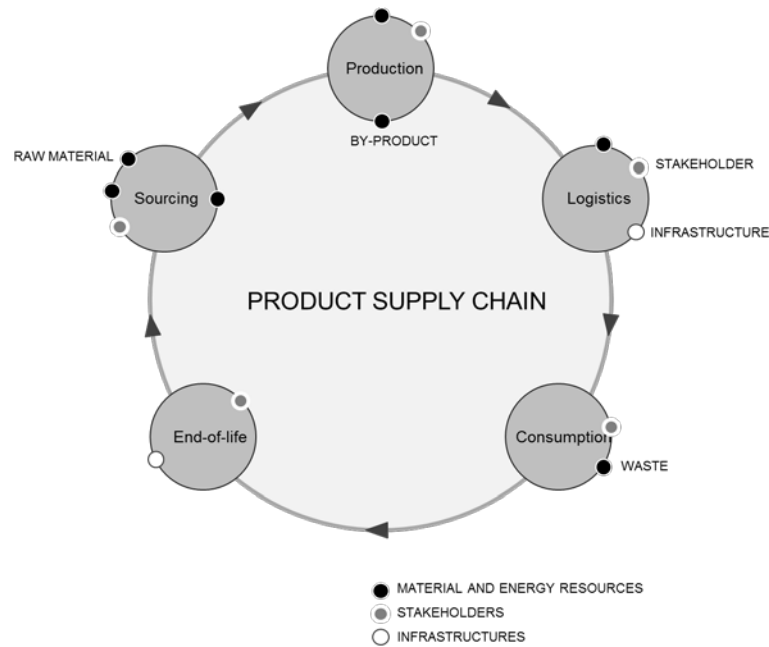 Production
BY-PRODUCT
RAW MATERIAL
Sourcing
Logistics
STAKEHOLDER
INFRASTRUCTURE
PRODUCT SUPPLY CHAIN
End-of-life
Consumption
WASTE
MATERIAL AND ENERGY RESOURCES
STAKEHOLDERS
INFRASTRUCTURES